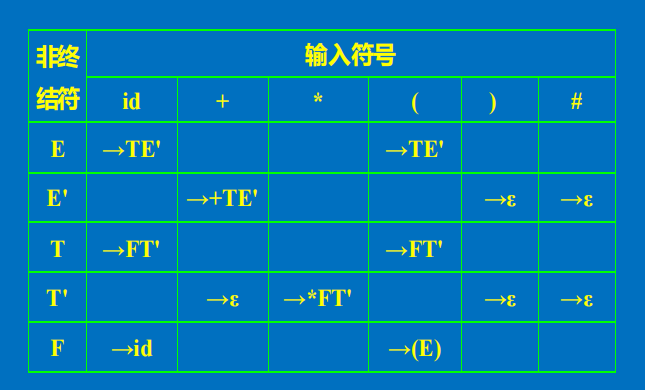 非终结符 输入符号
id + * ( ) #
E →TE' →TE'
E' →+TE' →ε →ε
T →FT' →FT'
T' →ε →*FT' →ε →ε
F →id →(E)